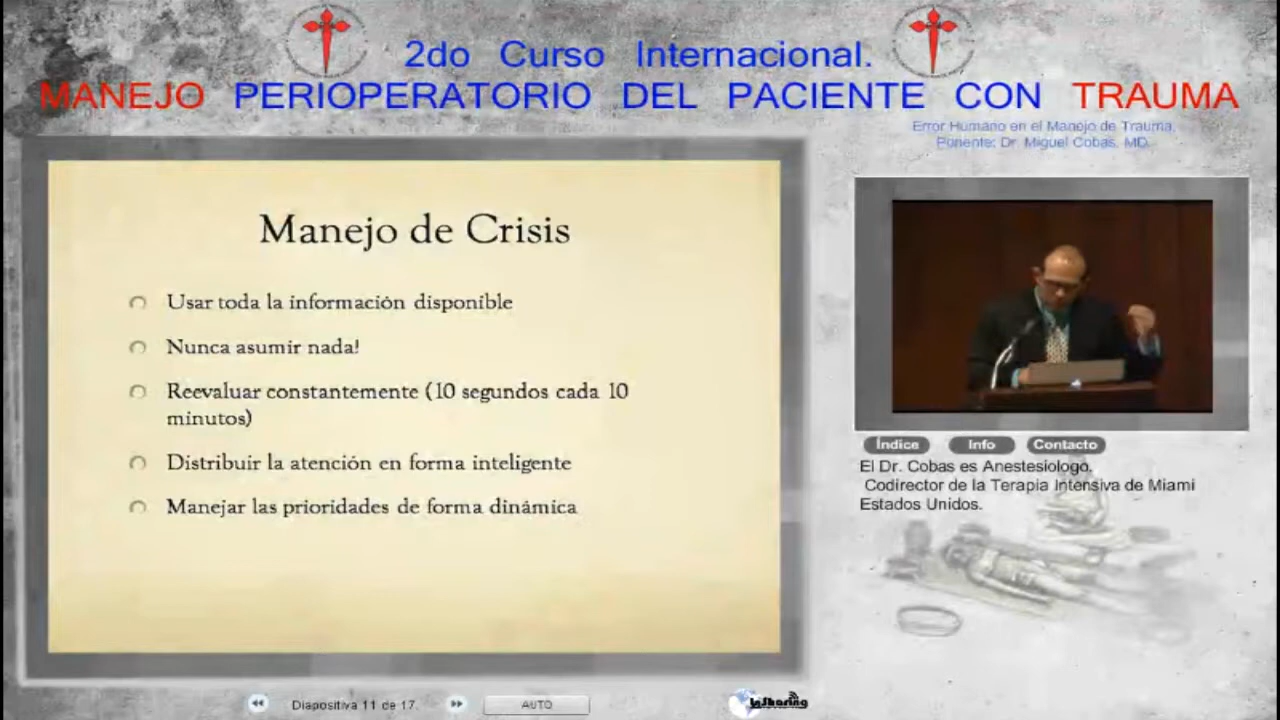 2do Curso Internacional.
MANEJO PERIOPERATORIO DEL PACIENTE CON TRAUMA
Error Humano en el Manejo de Trauma.
Ponente: Dr. Miguel Cobas. MD.
Manejo de Crisis
Usar toda la información disponible
Nunca asumir nada!
Reevaluar constantemente (10 segundos cada 10
minutos)
Distribuir la atención en forma inteligente
Manejar las prioridades de forma dinámica
Índice Info Contacto
El Dr. Cobas es Anestesiologo.
Codirector de la Terapia Intensiva de Miami
Estados Unidos.
Diapositiva 11 de 17. AUTO
InSharing